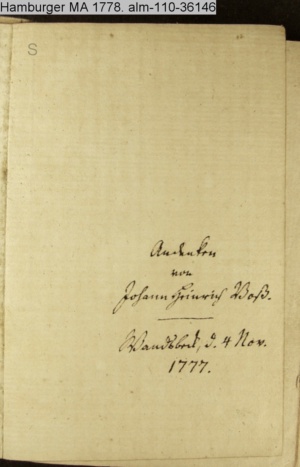 Hamburger MA 1778. alm-110-36146
S
Andenken
von
Johann Heinrich Voß.
Wandsbeck, d. 4 Nov.
1777.